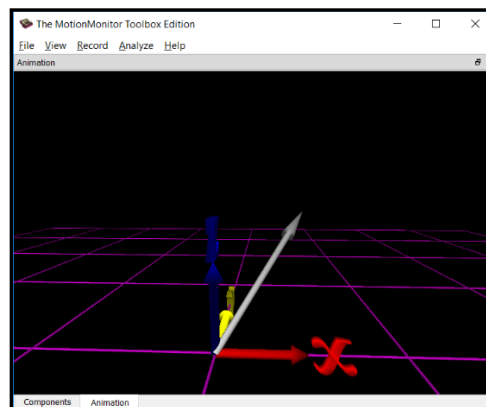 The MotionMonitor Toolbox Edition
File View Record Analyze Help
Animation
X
Components Animation